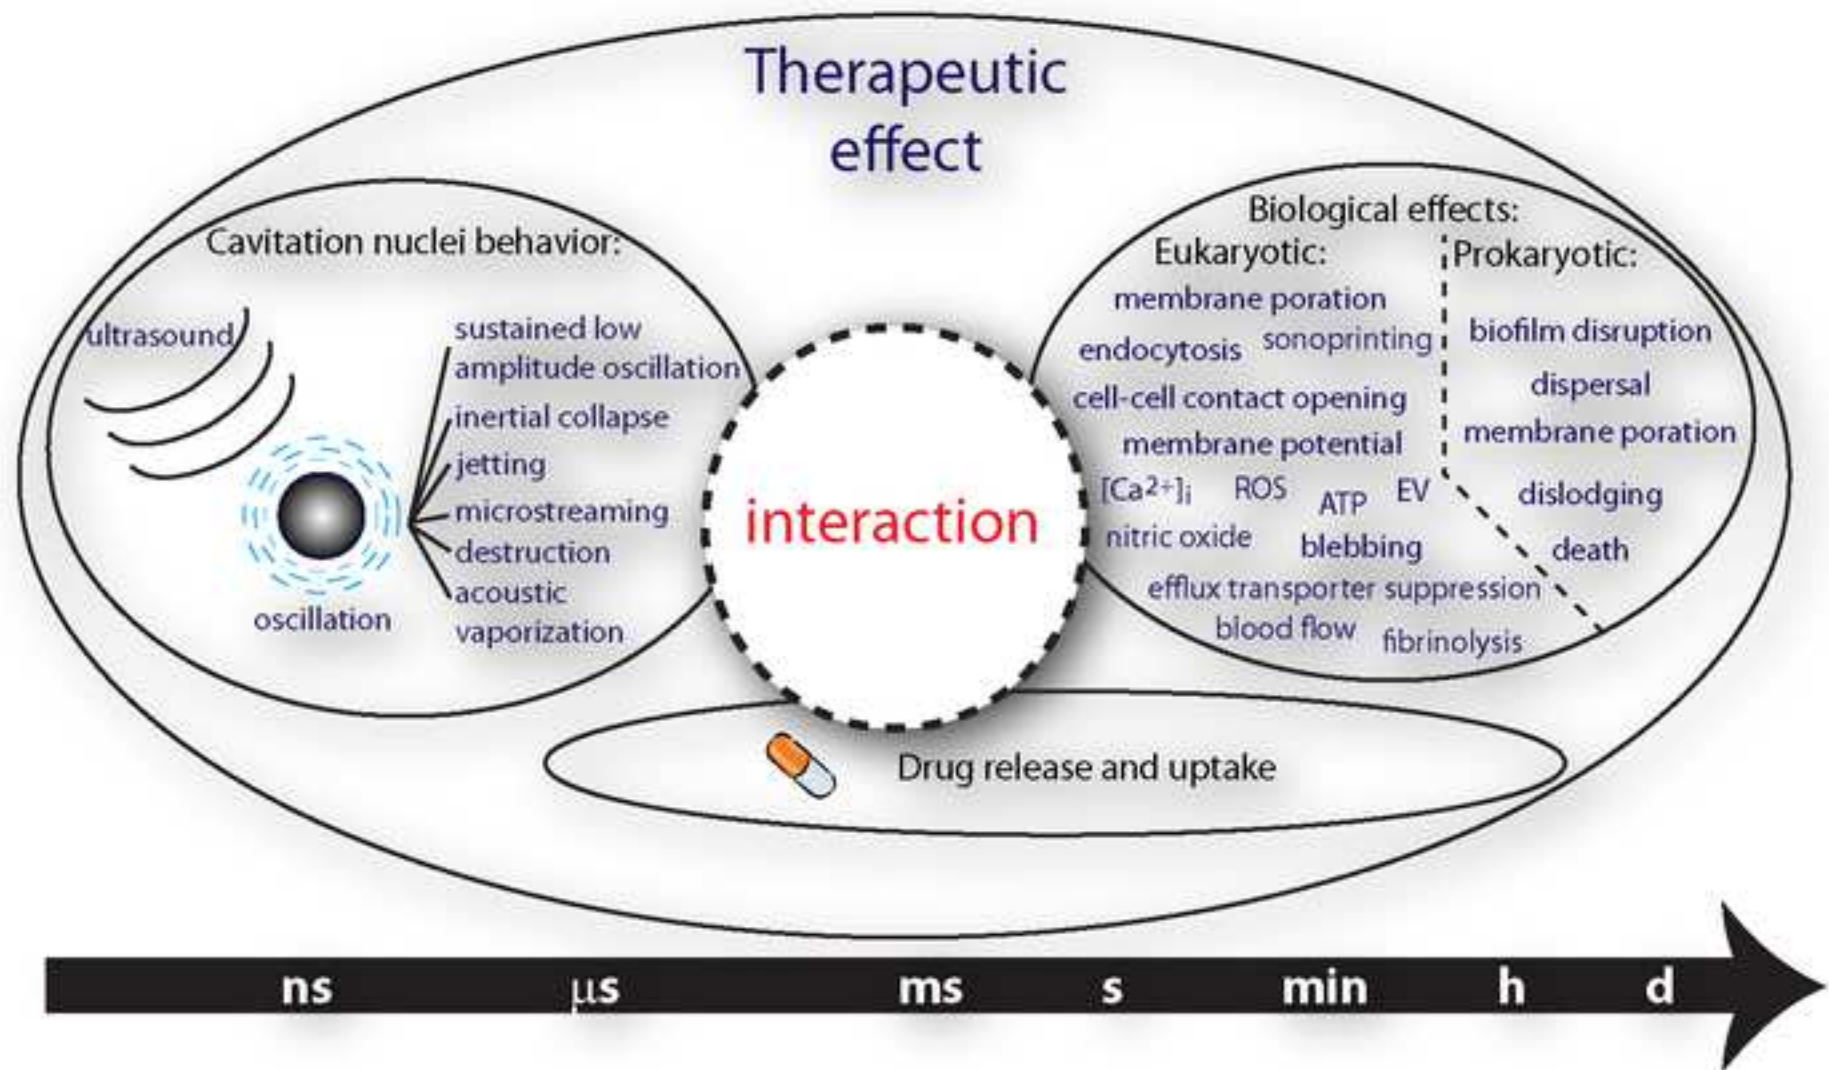 Therapeutic
effect
Cavitation nuclei behavior:
ultrasound
oscillation
sustained low
amplitude oscillation
inertial collapse
jetting
microstreaming
destruction
acoustic
vaporization
interaction
Biological effects:
Eukaryotic:
membrane poration
endocytosis
sonoprinting
cell-cell contact opening
membrane potential
[Ca2+]i ROS ATP EV
nitric oxide
blebbing
efflux transporter suppression
blood flow
fibrinolysis
Prokaryotic:
biofilm disruption
dispersal
membrane poration
dislodging
death
Drug release and uptake
ns μs ms s min h d